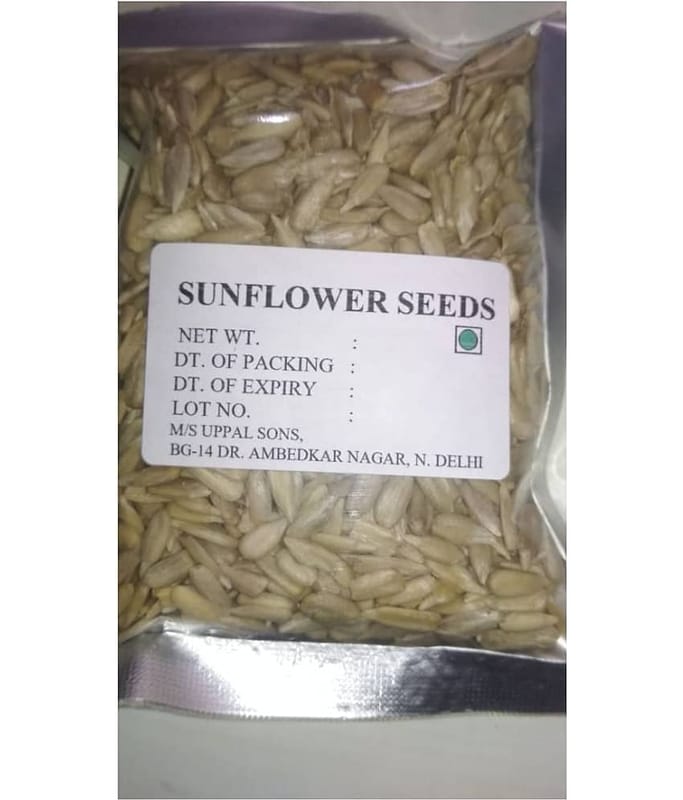 SUNFLOWER SEEDS
NET WT. :
DT. OF PACKING :
DT. OF EXPIRY :
LOT NO. :
M/S UPPAL SONS,
BG-14 DR. AMBEDKAR NAGAR, N. DELHI